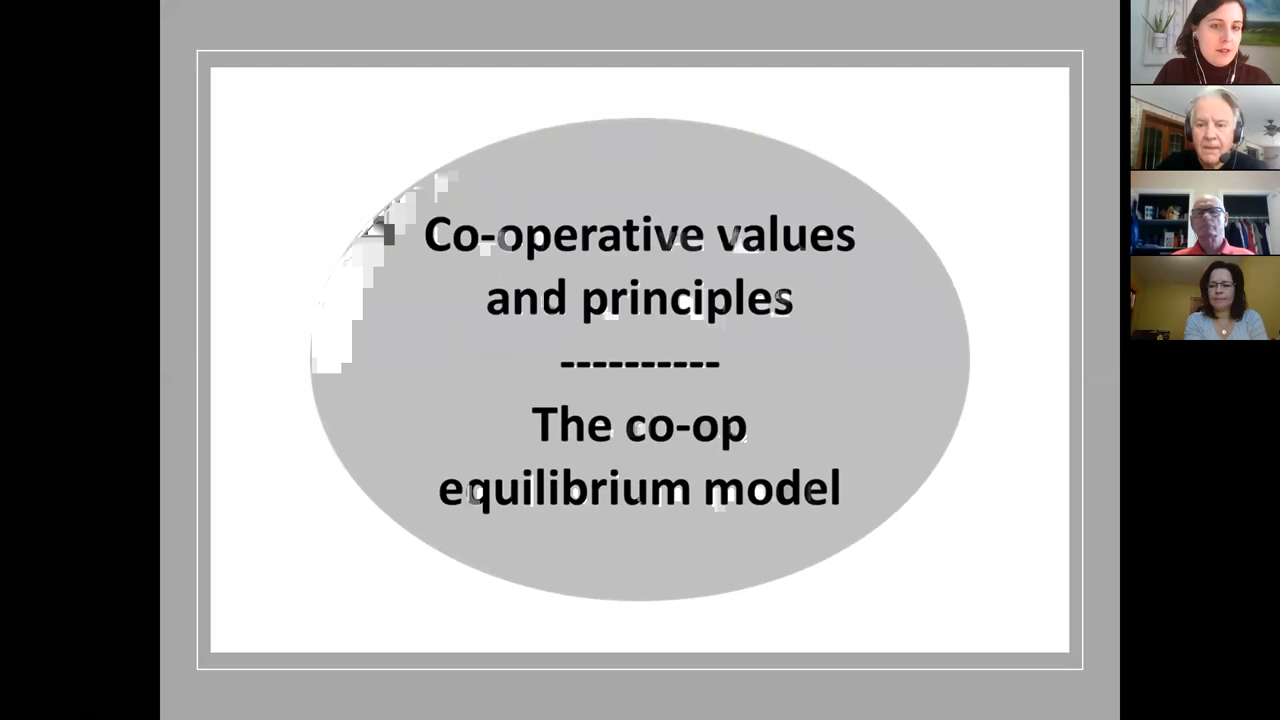 Co-operative values
and principles
----------
The co-op
equilibrium model